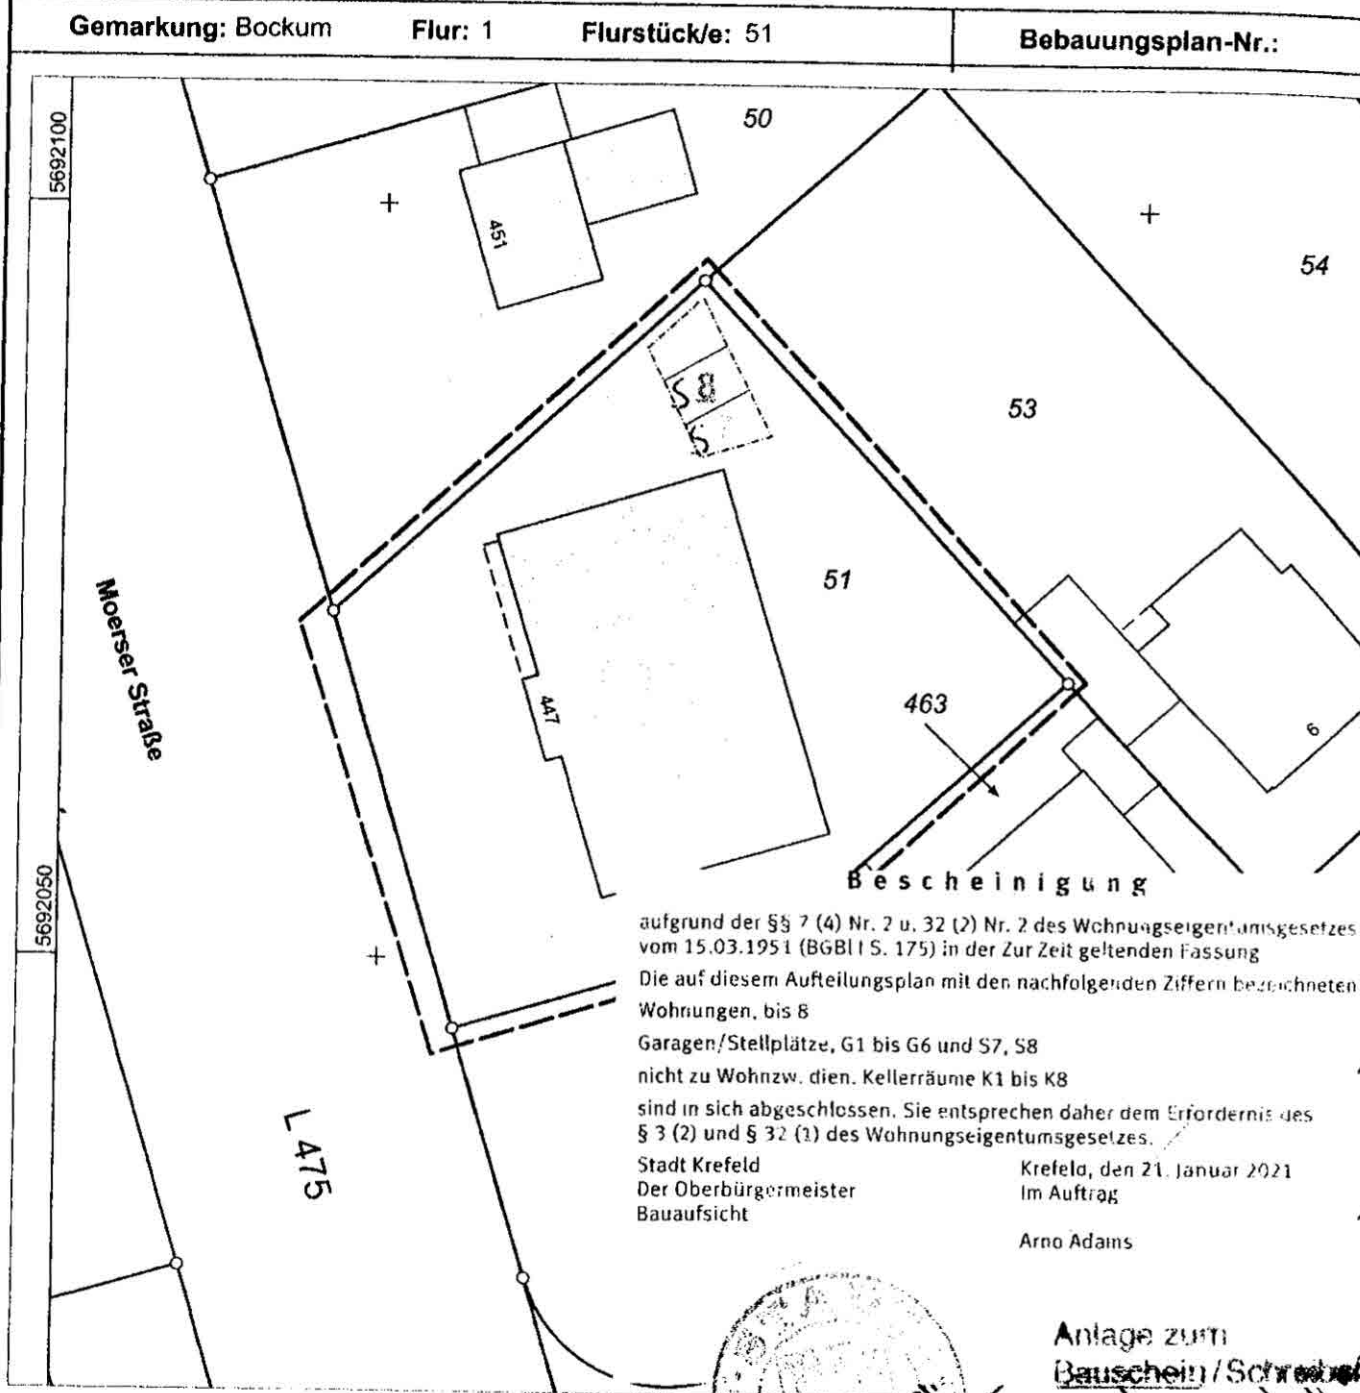 Gemarkung: Bockum Flur: 1 Flurstück/e: 51 Bebauungsplan-Nr.:
5692100
50
451
54
S8
53
S
51
Moerser Straße
447
463
6
5692050
Bescheinigung
aufgrund der §§ 7 (4) Nr. 2 u. 32 (2) Nr. 2 des Wohnungseigentumsgesetzes
vom 15.03.1951 (BGBl I S. 175) in der Zur Zeit geltenden Fassung
Die auf diesem Aufteilungsplan mit den nachfolgenden Ziffern bezeichneten
Wohnungen, bis 8
Garagen/Stellplätze, G1 bis G6 und S7, S8
nicht zu Wohnzw. dien. Kellerräume K1 bis K8
sind in sich abgeschlossen. Sie entsprechen daher dem Erfordernis des
§ 3 (2) und § 32 (1) des Wohnungseigentumsgesetzes.
L 475
Stadt Krefeld Krefeld, den 21. Januar 2021
Der Oberbürgermeister Im Auftrag
Bauaufsicht
Arno Adams
Anlage zum
Bauschein/